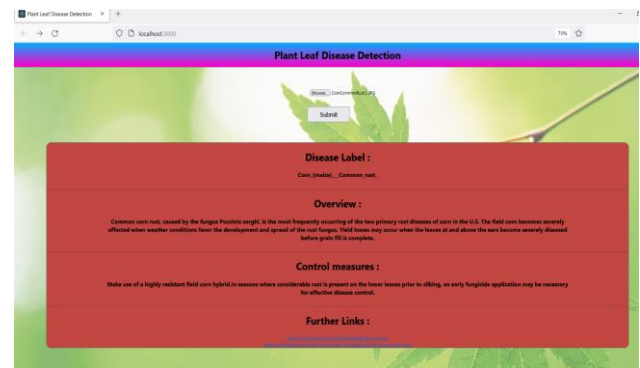 Plant Leaf Disease Detection
localhost:3000
70%
Plant Leaf Disease Detection
Browse... CornCommonRust1.JPG
Submit
Disease Label :
Corn_(maize)__Common_rust.
Overview :
Common corn rust, caused by the fungus Puccinia sorghi, is the most frequently occurring of the two primary rust diseases of corn in the U.S. The field corn becomes severely
affected when weather conditions favor the development and spread of the rust fungus. Field losses may occur when the leaves at and above the ears become severely diseased
before grain fill is complete.
Control measures :
Make use of a highly resistant field corn hybrid.In seasons where considerable rust is present on the lower leaves prior to silking, an early fungicide application may be necessary
for effective disease control.
Further Links :